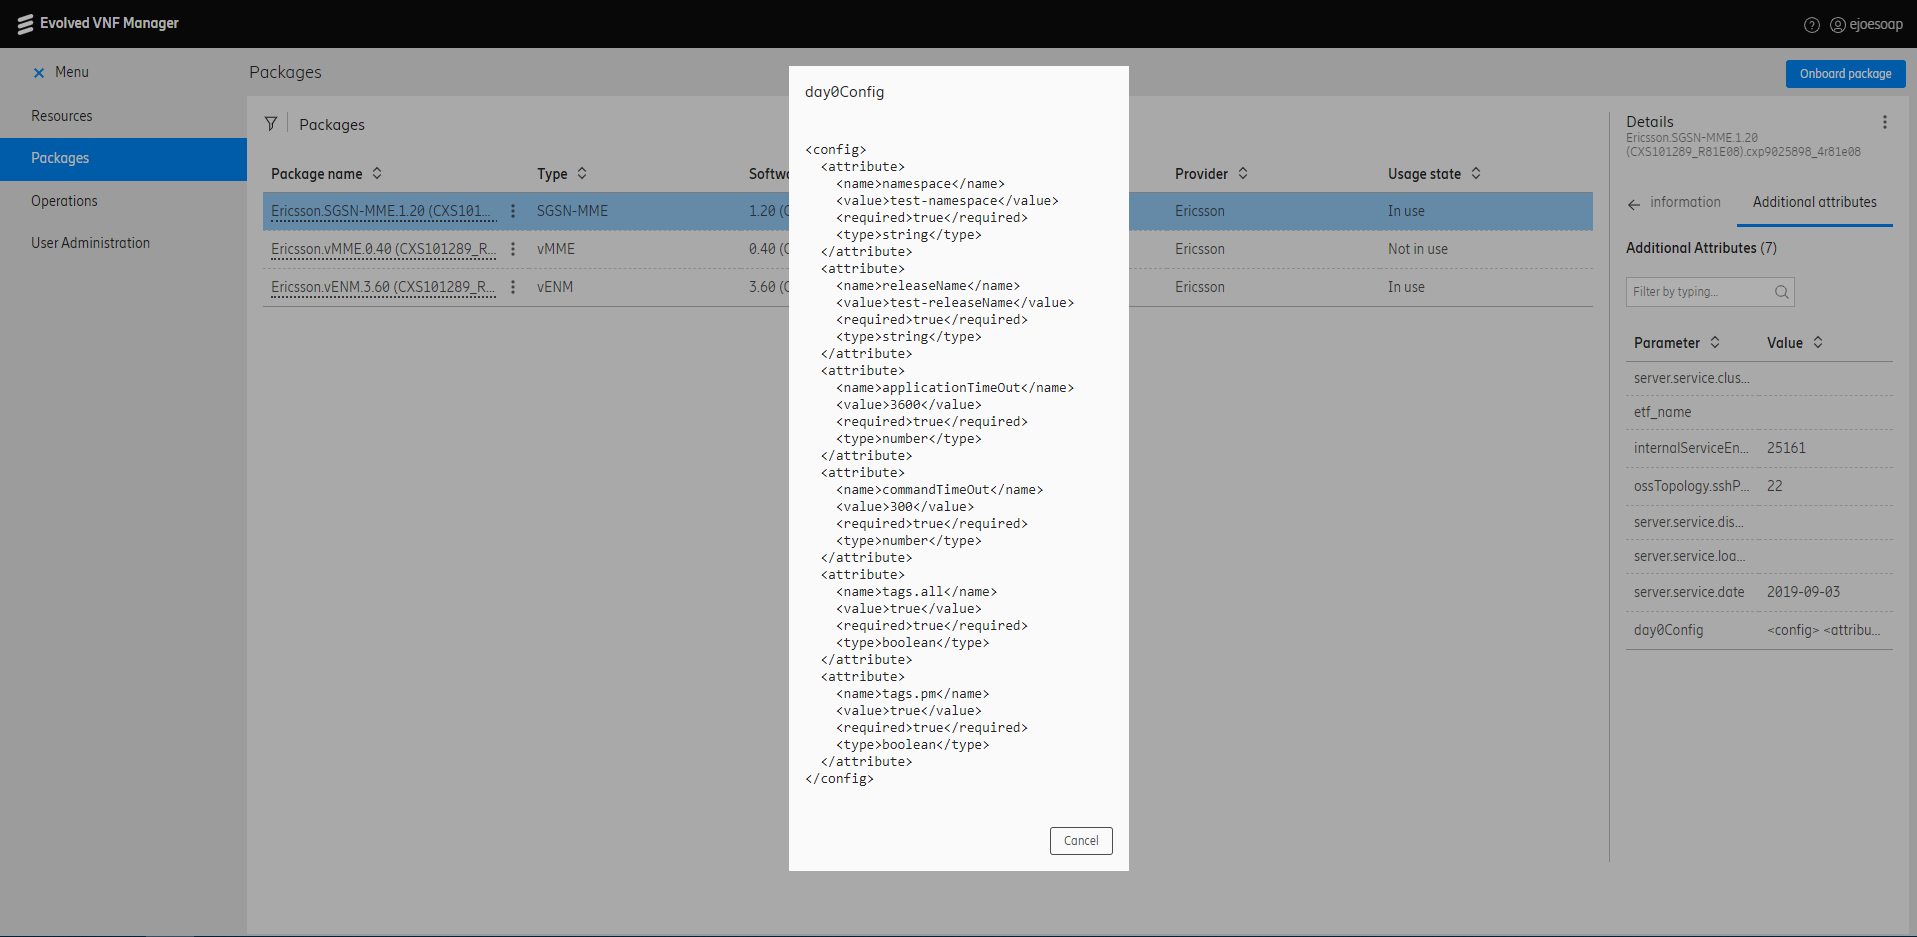 Evolved VNF Manager
ejoesoap
Menu
Packages
Onboard package
Resources
Packages
Operations
User Administration
Packages
Package name
Type
Softw
Provider
Usage state
Ericsson.SGSN-MME.1.20 (CXS101...
SGSN-MME
1.20 (C
Ericsson
In use
Ericsson.vMME.0.40 (CXS101289_R...
vMME
0.40 (C
Ericsson
Not in use
Ericsson.vENM.3.60 (CXS101289_R...
vENM
3.60 (C
Ericsson
In use
day0Config
<config>
  <attribute>
    <name>namespace</name>
    <value>test-namespace</value>
    <required>true</required>
    <type>string</type>
  </attribute>
  <attribute>
    <name>releaseName</name>
    <value>test-releaseName</value>
    <required>true</required>
    <type>string</type>
  </attribute>
  <attribute>
    <name>applicationTimeOut</name>
    <value>3600</value>
    <required>true</required>
    <type>number</type>
  </attribute>
  <attribute>
    <name>commandTimeOut</name>
    <value>300</value>
    <required>true</required>
    <type>number</type>
  </attribute>
  <attribute>
    <name>tags.all</name>
    <value>true</value>
    <required>true</required>
    <type>boolean</type>
  </attribute>
  <attribute>
    <name>tags.pm</name>
    <value>true</value>
    <required>true</required>
    <type>boolean</type>
  </attribute>
</config>
Cancel
Details
Ericsson.SGSN-MME.1.20
(CXS101289_R81E08).cxp9025898_4r81e08
information
Additional attributes
Additional Attributes (7)
Filter by typing...
Parameter
Value
server.service.clus...
etf_name
internalServiceEn...
25161
ossTopology.sshP...
22
server.service.dis...
server.service.loa...
server.service.date
2019-09-03
day0Config
<config> <attribu...